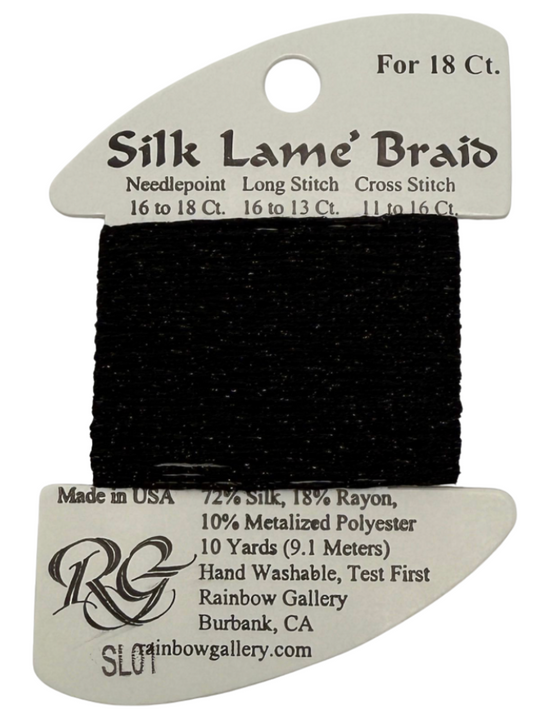 For 18 Ct.
Silk Lame' Braid
Needlepoint Long Stitch Cross Stitch
16 to 18 Ct. 16 to 13 Ct. 11 to 16 Ct.
Made in USA 72% Silk, 18% Rayon,
10% Metalized Polyester
10 Yards (9.1 Meters)
RG Hand Washable, Test First
Rainbow Gallery
Burbank, CA
SL01 rainbowgallery.com